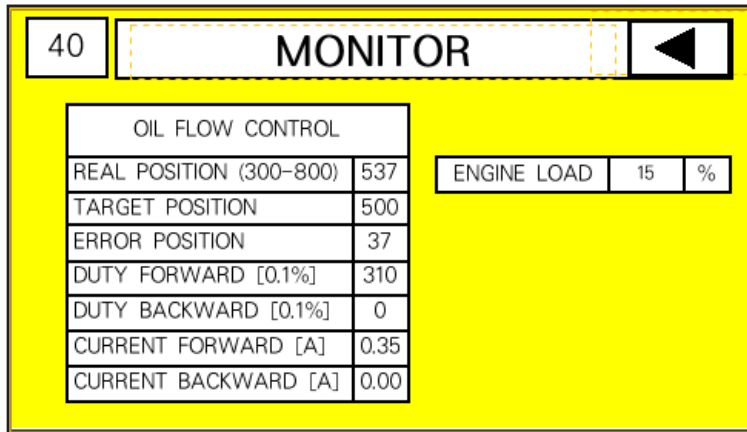 40 MONITOR
OIL FLOW CONTROL
REAL POSITION (300-800) 537
TARGET POSITION 500
ERROR POSITION 37
DUTY FORWARD [0.1%] 310
DUTY BACKWARD [0.1%] 0
CURRENT FORWARD [A] 0.35
CURRENT BACKWARD [A] 0.00
ENGINE LOAD 15 %